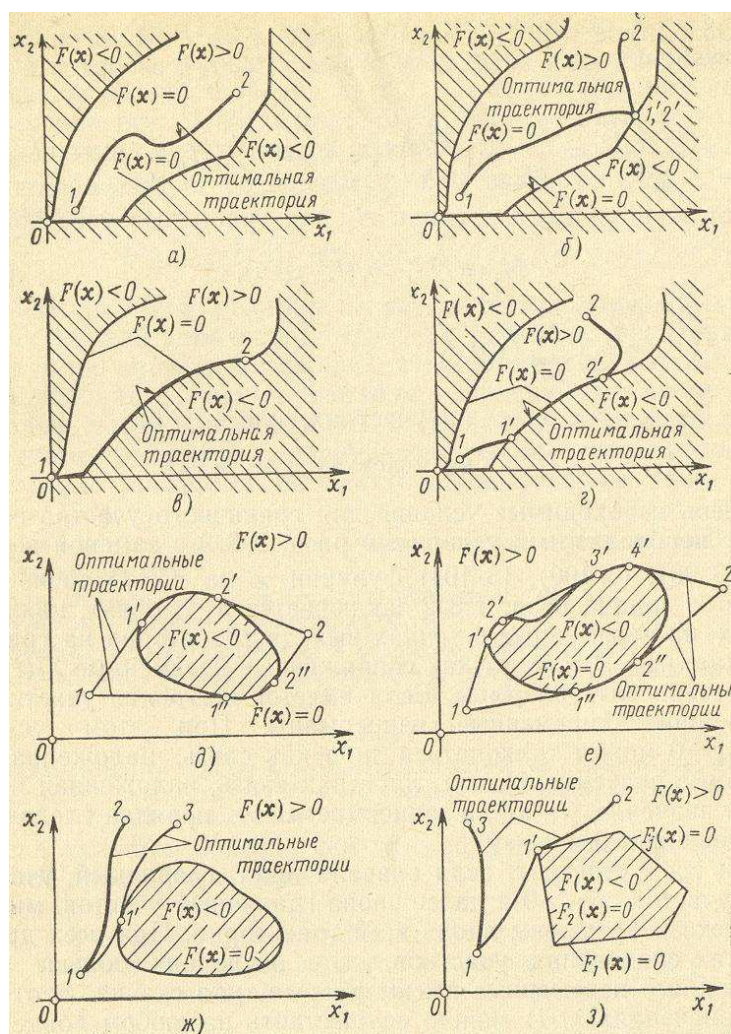 x₂
F(x)<0
F(x)>0
F(x)=0
2
F(x)=0
F(x)<0
Оптимальная
траектория
1
0
x₁
а)
F(x)<0
2
F(x)>0
Оптимальная
траектория
1,′2′
F(x)=0
F(x)<0
1
F(x)=0
0
x₁
б)
x₂
F(x)<0
F(x)>0
F(x)=0
2
F(x)<0
Оптимальная
траектория
1
0
x₁
в)
x₂
F(x)<0
2
F(x)>0
F(x)=0
2′
F(x)<0
1
1′
Оптимальная
траектория
0
x₁
г)
x₂
F(x)>0
Оптимальные
траектории
2′
1′
F(x)<0
2
2″
1
1″
F(x)=0
0
x₁
д)
x₂
F(x)>0
3′
4′
2
2′
1′
F(x)<0
F(x)=0
2″
1
1″
Оптимальные
траектории
0
x₁
е)
x₂
2
3
F(x)>0
Оптимальные
траектории
1′
F(x)<0
1
F(x)=0
0
x₁
ж)
Оптимальные
траектории
x₂
3
2
F(x)>0
1′
Fj(x)=0
F(x)<0
F₂(x)=0
1
F₁(x)=0
0
x₁
з)